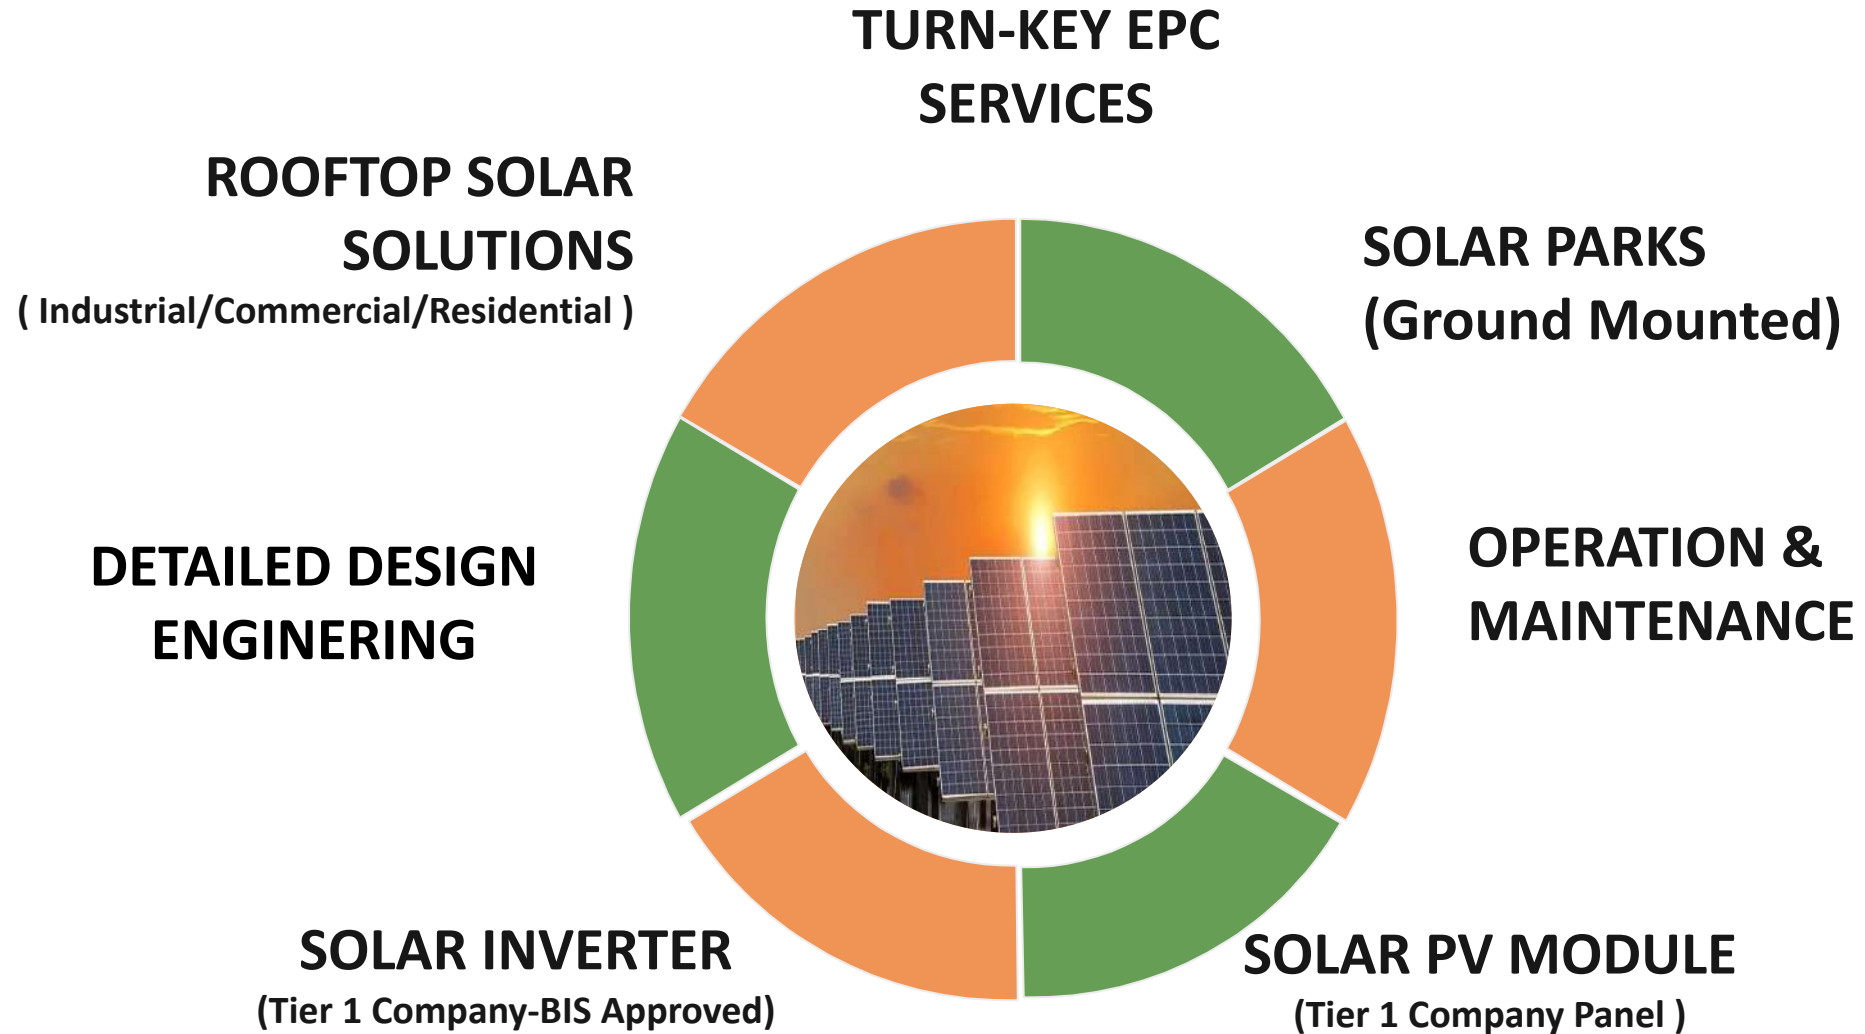 TURN-KEY EPC
SERVICES
ROOFTOP SOLAR
SOLUTIONS
( Industrial/Commercial/Residential )
SOLAR PARKS
(Ground Mounted)
DETAILED DESIGN
ENGINERING
OPERATION &
MAINTENANCE
SOLAR INVERTER
(Tier 1 Company-BIS Approved)
SOLAR PV MODULE
(Tier 1 Company Panel )